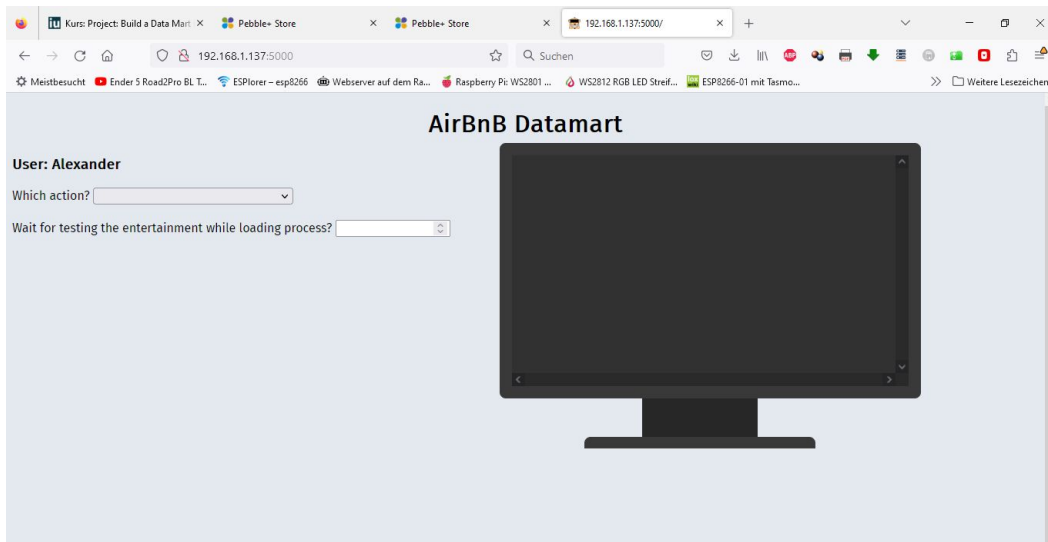 Kurs: Project: Build a Data Mart
Pebble+ Store
Pebble+ Store
192.168.1.137:5000/
192.168.1.137:5000
Suchen
ABP
Meistbesucht
Ender 5 Road2Pro BL T...
ESPlorer – esp8266
Webserver auf dem Ra...
Raspberry Pi: WS2801 ...
WS2812 RGB LED Streif...
ESP8266-01 mit Tasmo...
Weitere Lesezeichen
AirBnB Datamart
User: Alexander
Which action?
Wait for testing the entertainment while loading process?